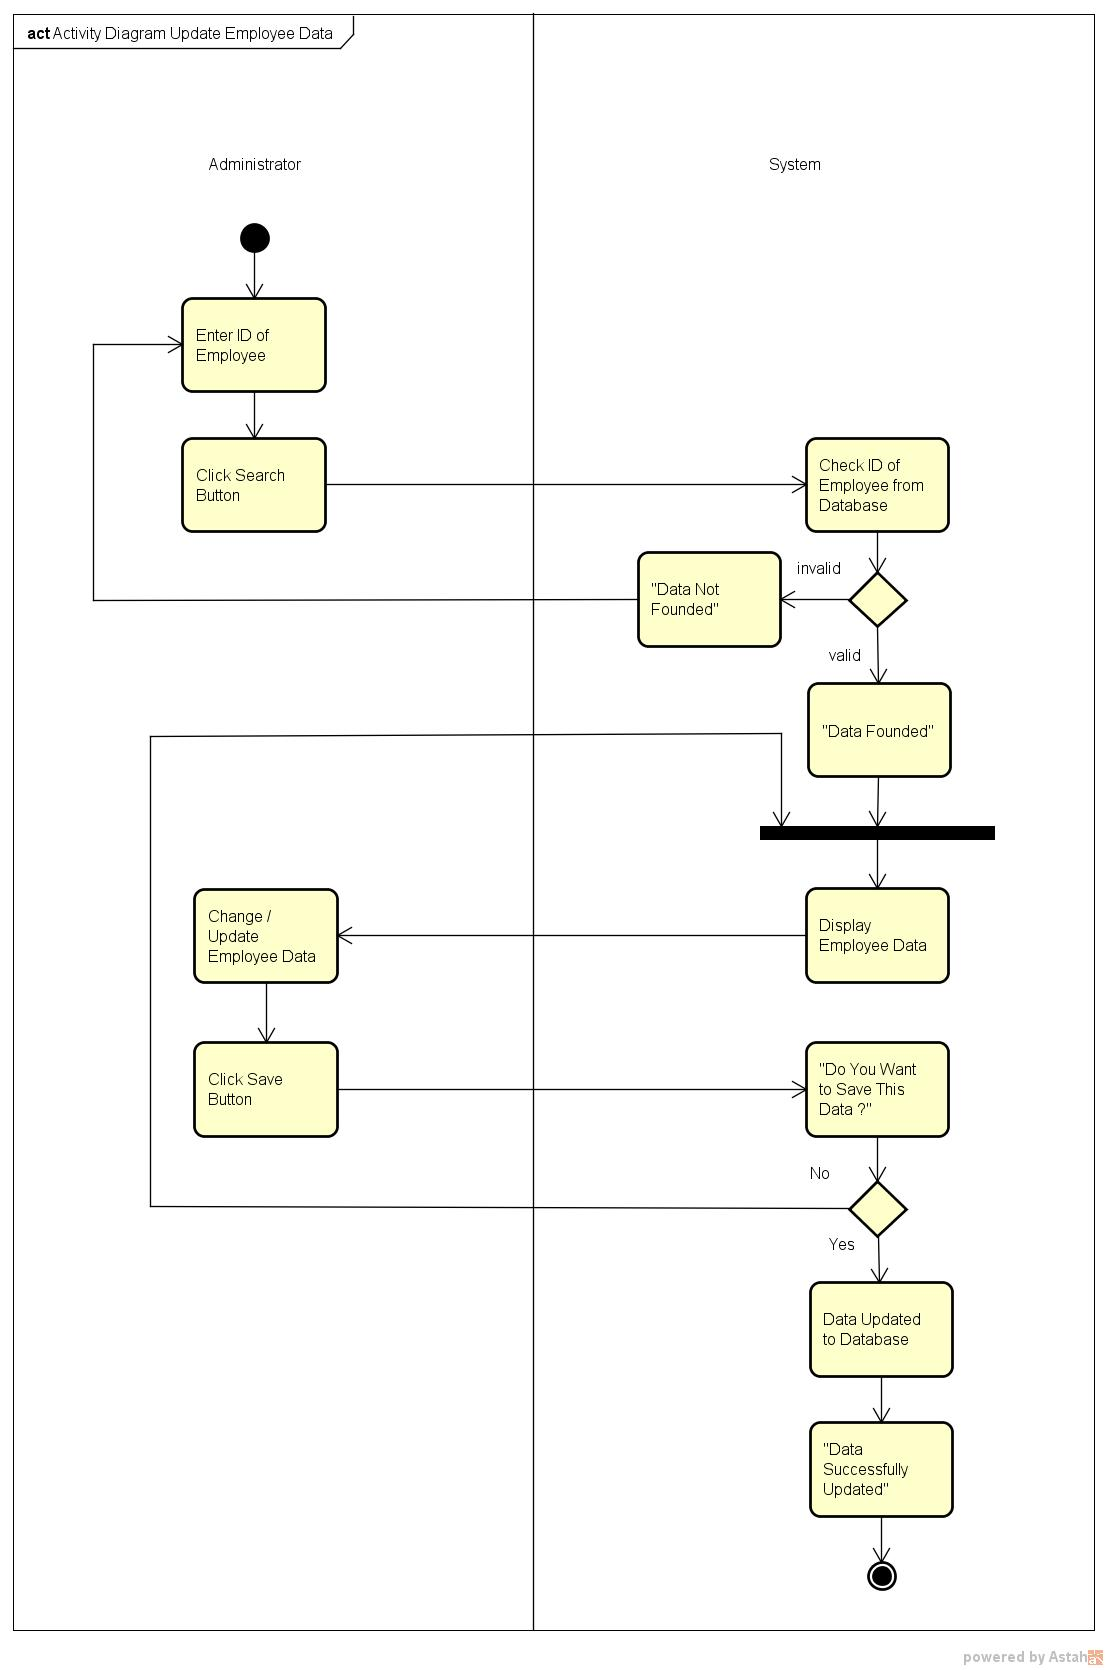 act Activity Diagram Update Employee Data
Administrator
System
Enter ID of
Employee
Click Search
Button
Check ID of
Employee from
Database
invalid
"Data Not
Founded"
valid
"Data Founded"
Change /
Update
Employee Data
Display
Employee Data
Click Save
Button
"Do You Want
to Save This
Data ?"
No
Yes
Data Updated
to Database
"Data
Successfully
Updated"
powered by Astah